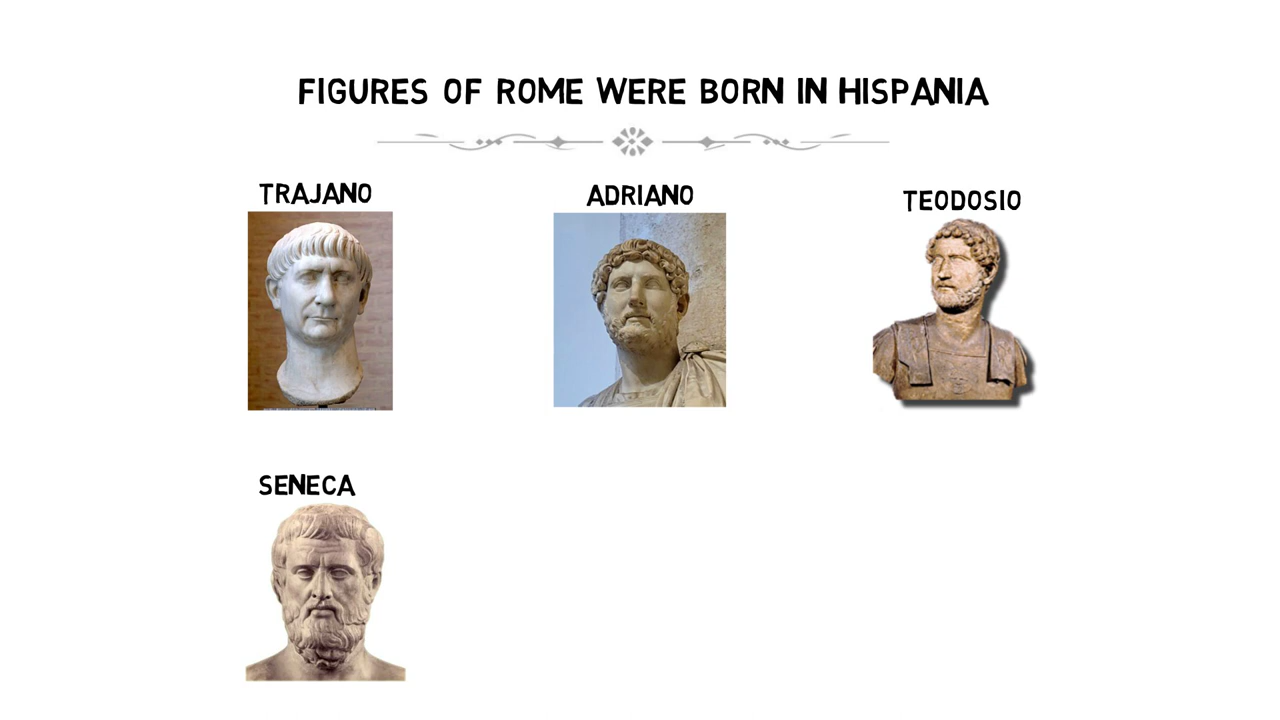 FIGURES OF ROME WERE BORN IN HISPANIA
TRAJANO
ADRIANO
TEODOSIO
SENECA